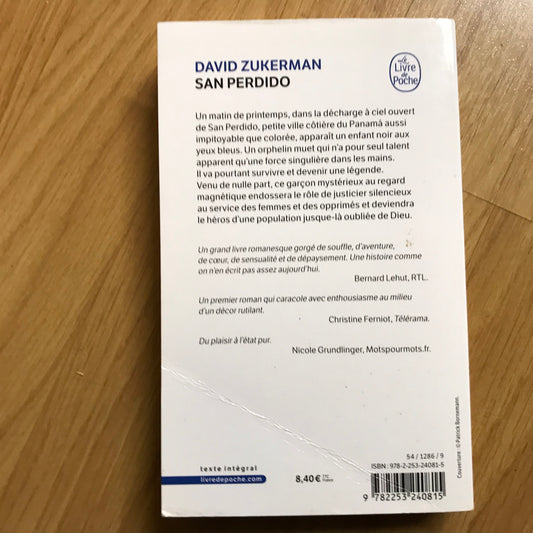 DAVID ZUKERMAN
SAN PERDIDO
Le
Livre
de
Poche
Un matin de printemps, dans la décharge à ciel ouvert
de San Perdido, petite ville côtière du Panamá aussi
impitoyable que colorée, apparaît un enfant noir aux
yeux bleus. Un orphelin muet qui n'a pour seul talent
apparent qu'une force singulière dans les mains.
Il va pourtant survivre et devenir une légende.
Venu de nulle part, ce garçon mystérieux au regard
magnétique endossera le rôle de justicier silencieux
au service des femmes et des opprimés et deviendra
le héros d'une population jusque-là oubliée de Dieu.
Un grand livre romanesque gorgé de souffle, d'aventure,
de cœur, de sensualité et de dépaysement. Une histoire comme
on n'en écrit pas assez aujourd'hui.
Bernard Lehut, RTL.
Un premier roman qui caracole avec enthousiasme au milieu
d'un décor rutilant.
Christine Ferniot, Télérama.
Du plaisir à l'état pur.
Nicole Grundlinger, Motspourmots.fr.
Couverture : © Patrick Bornemann.
texte intégral
livredepoche.com
8,40 € TTC
France
54 / 1286 / 9
ISBN : 978-2-253-24081-5
9 782253 240815